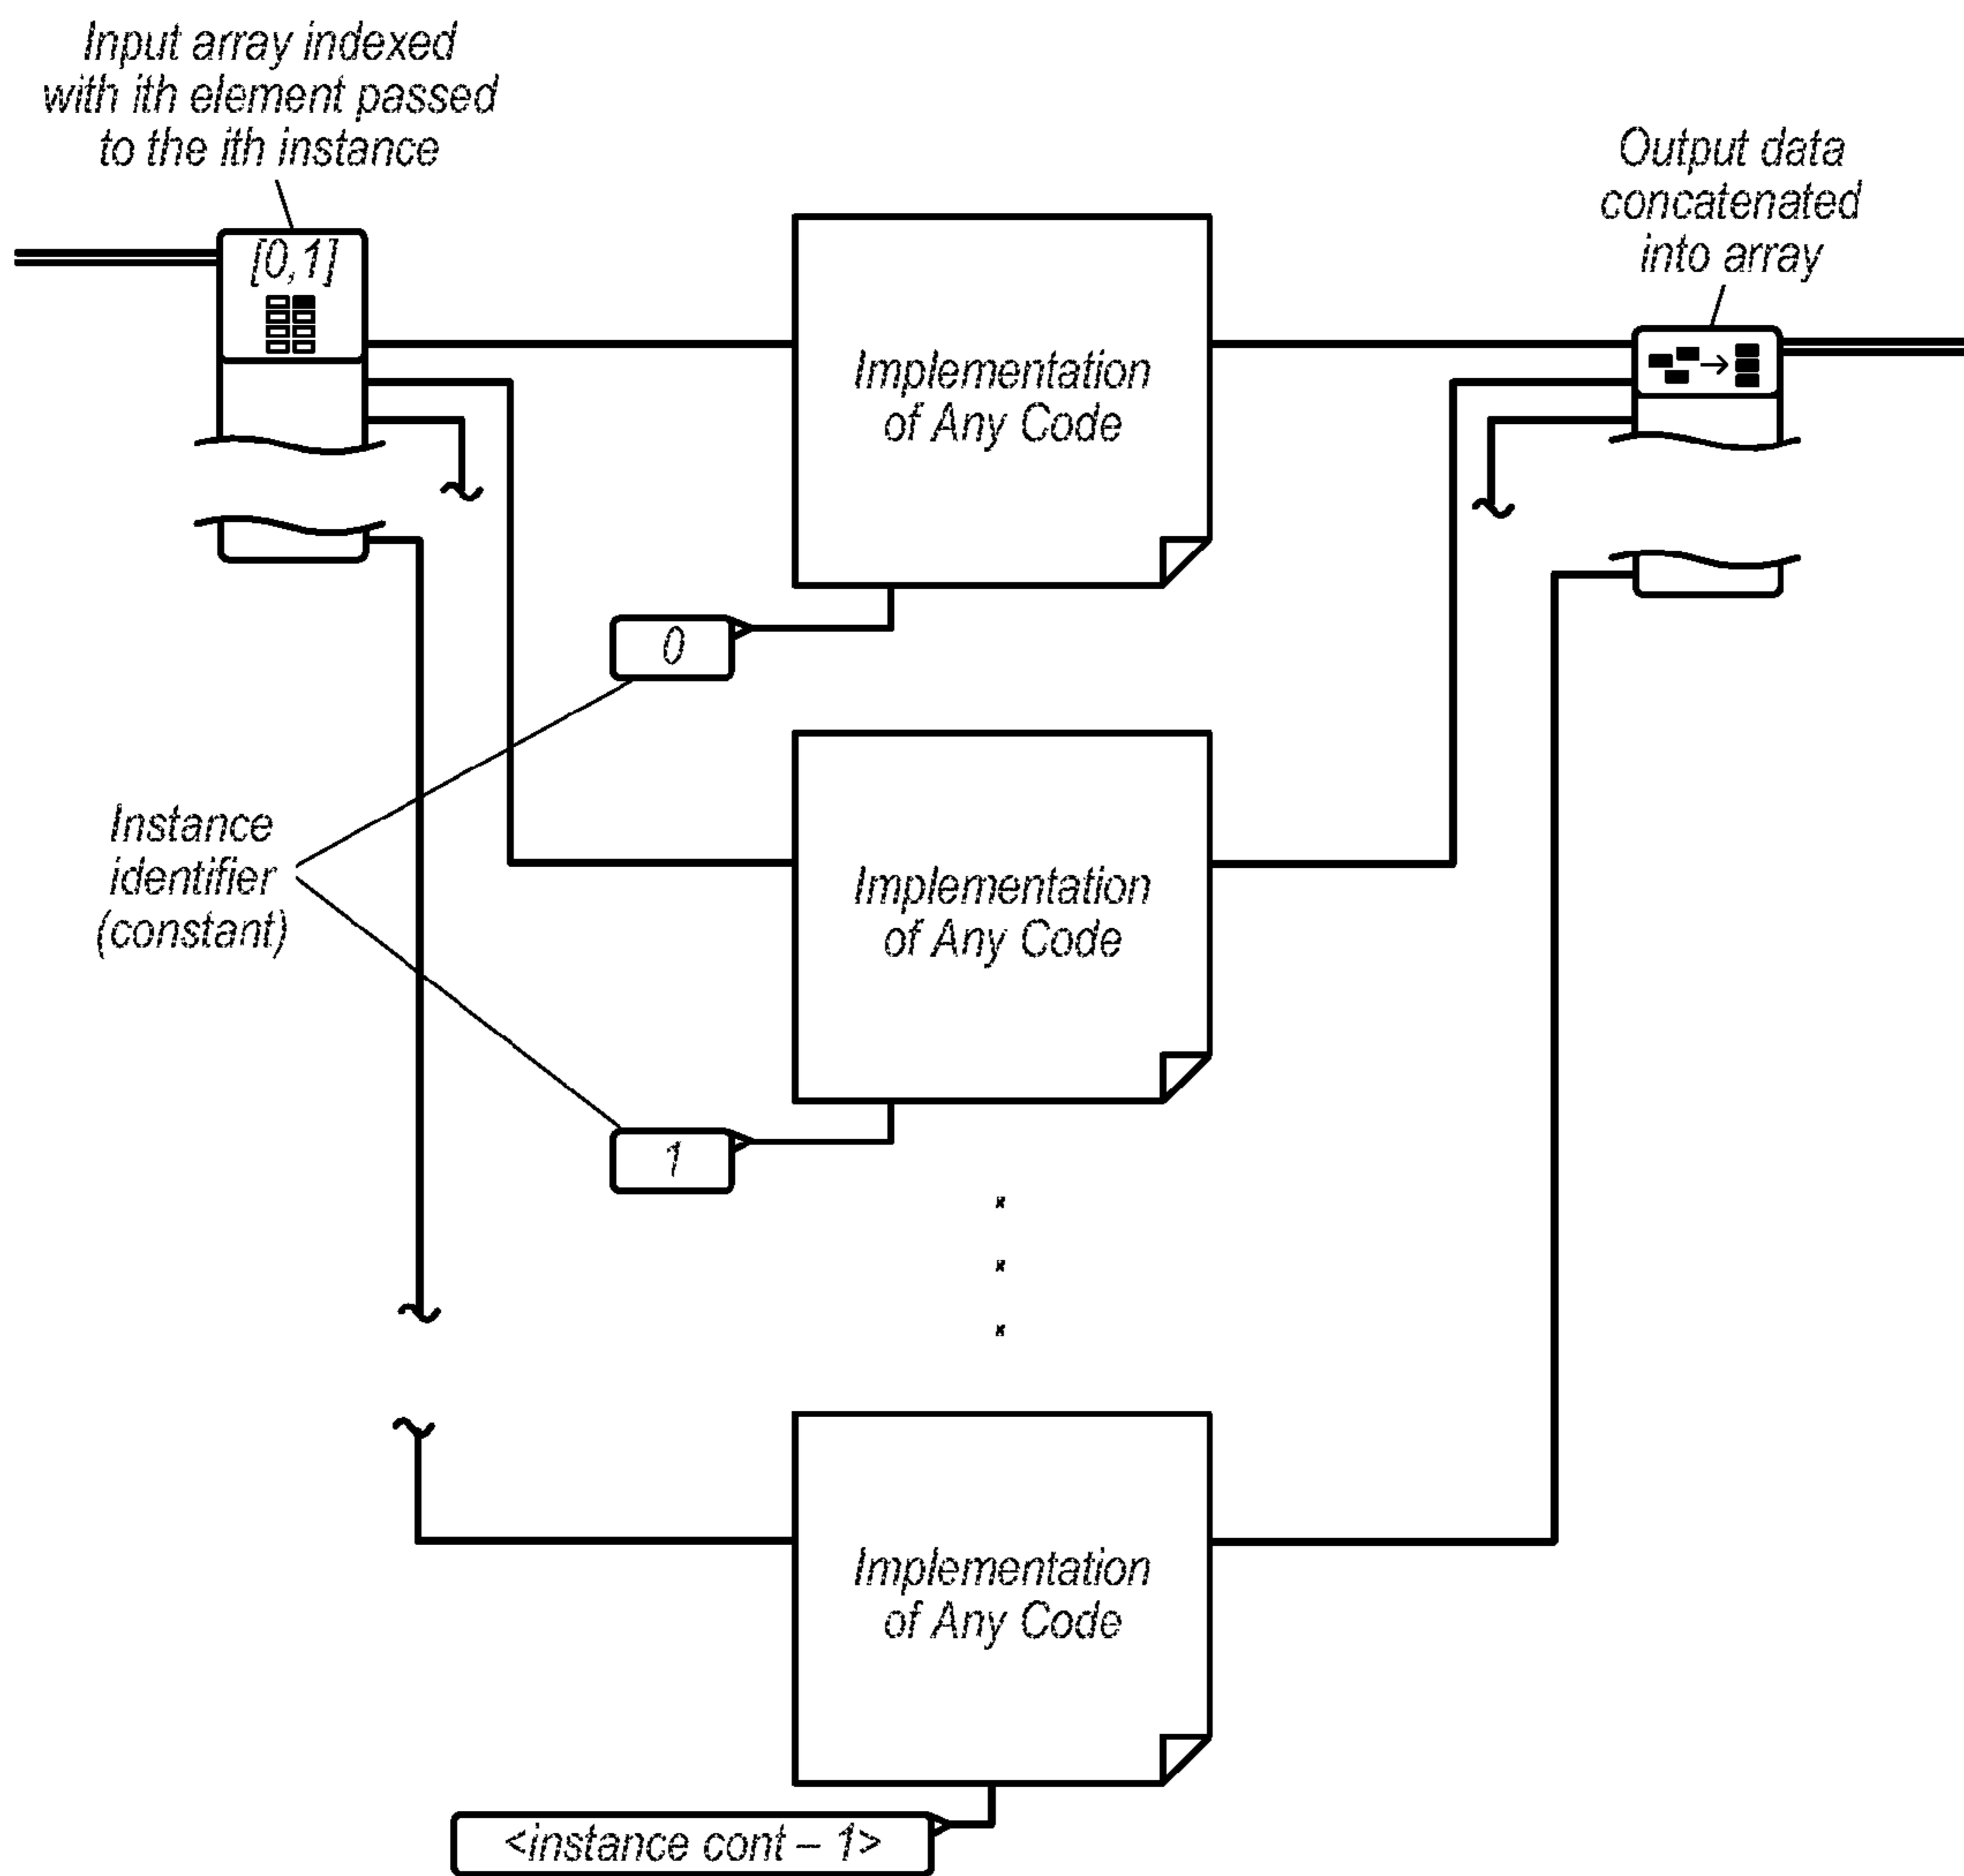 Input array indexed
with ith element passed
to the ith instance
Output data
concatenated
into array
[0,1]
Implementation
of Any Code
0
Instance
identifier
(constant)
Implementation
of Any Code
1
Implementation
of Any Code
<instance cont – 1>